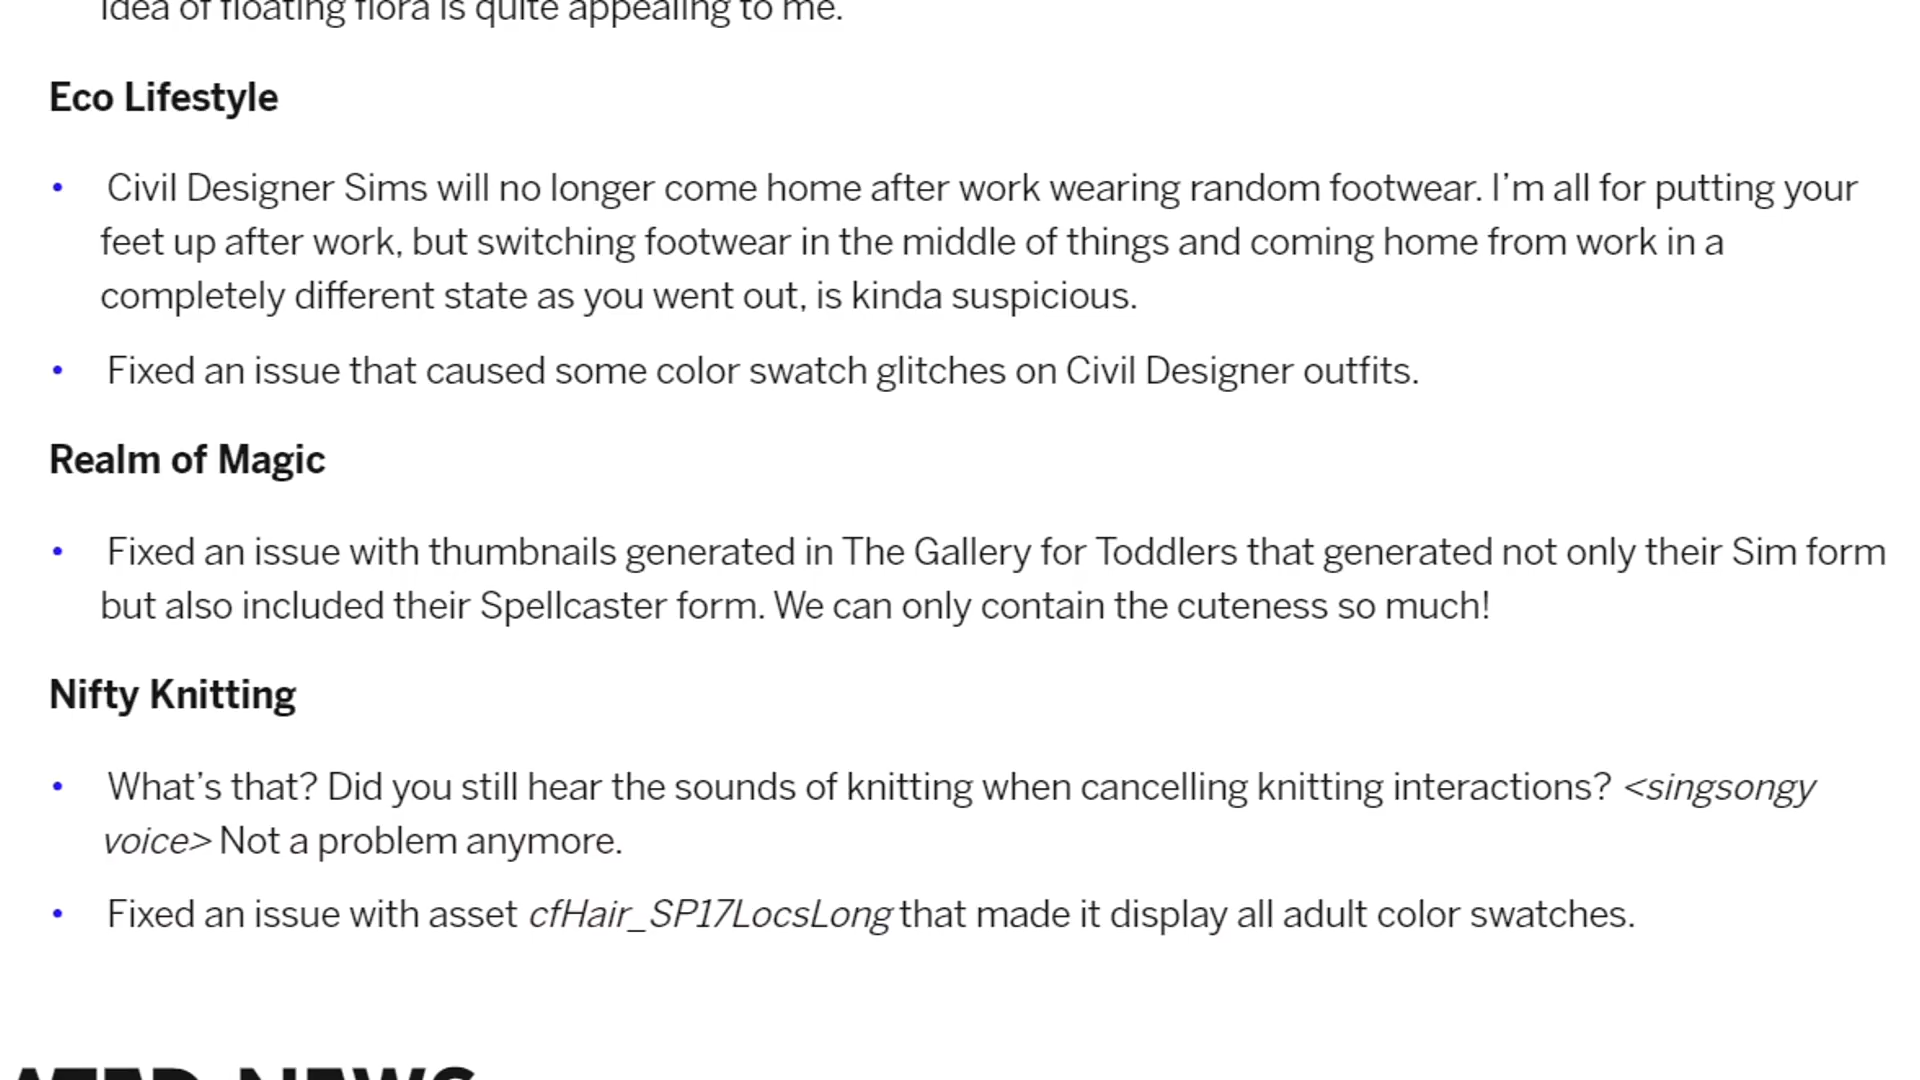 idea of floating flora is quite appealing to me.
Eco Lifestyle
• Civil Designer Sims will no longer come home after work wearing random footwear. I’m all for putting your
feet up after work, but switching footwear in the middle of things and coming home from work in a
completely different state as you went out, is kinda suspicious.
• Fixed an issue that caused some color swatch glitches on Civil Designer outfits.
Realm of Magic
• Fixed an issue with thumbnails generated in The Gallery for Toddlers that generated not only their Sim form
but also included their Spellcaster form. We can only contain the cuteness so much!
Nifty Knitting
• What’s that? Did you still hear the sounds of knitting when cancelling knitting interactions? <singsongy
voice> Not a problem anymore.
• Fixed an issue with asset cfHair_SP17LocsLong that made it display all adult color swatches.
ATED NEWS